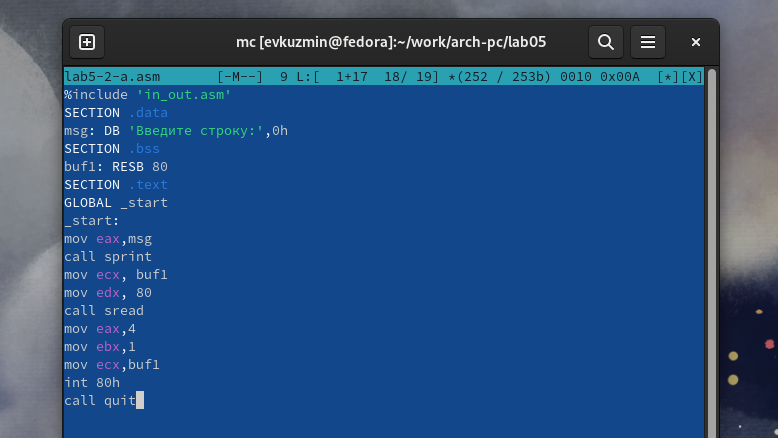 mc [evkuzmin@fedora]:~/work/arch-pc/lab05
lab5-2-a.asm [-M--] 9 L:[ 1+17 18/ 19] *(252 / 253b) 0010 0x00A [*][X]
%include 'in_out.asm'
SECTION .data
msg: DB 'Введите строку:',0h
SECTION .bss
buf1: RESB 80
SECTION .text
GLOBAL _start
_start:
mov eax,msg
call sprint
mov ecx, buf1
mov edx, 80
call sread
mov eax,4
mov ebx,1
mov ecx,buf1
int 80h
call quit